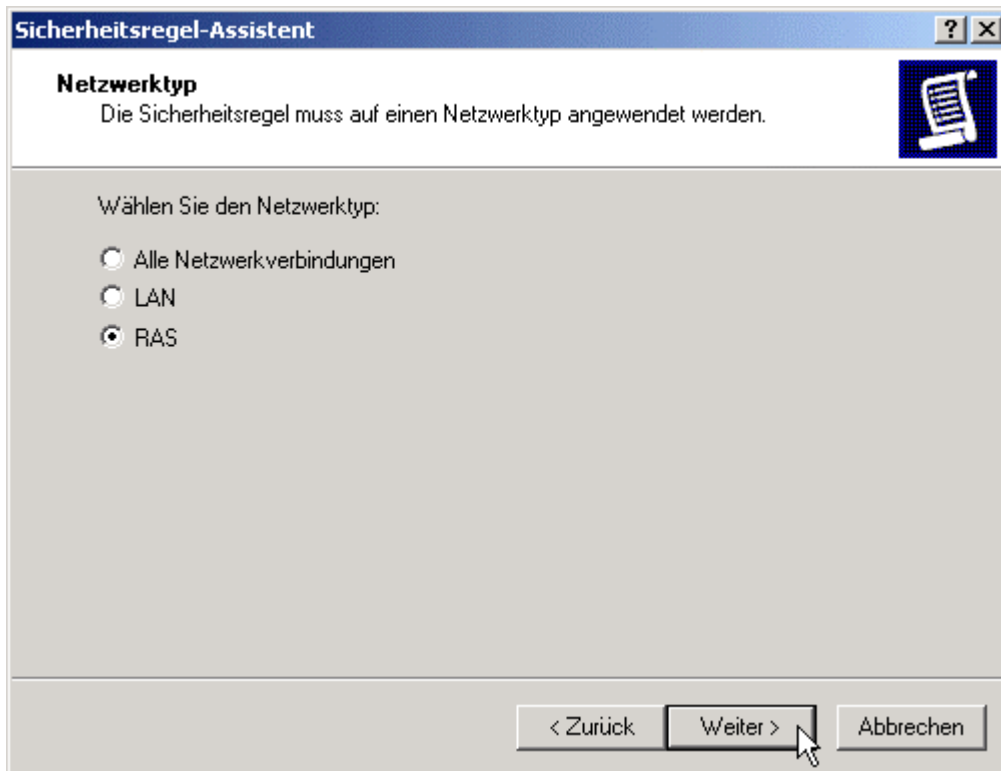 Sicherheitsregel-Assistent
Netzwerktyp
Die Sicherheitsregel muss auf einen Netzwerktyp angewendet werden.
Wählen Sie den Netzwerktyp:
Alle Netzwerkverbindungen
LAN
RAS
< Zurück Weiter > Abbrechen